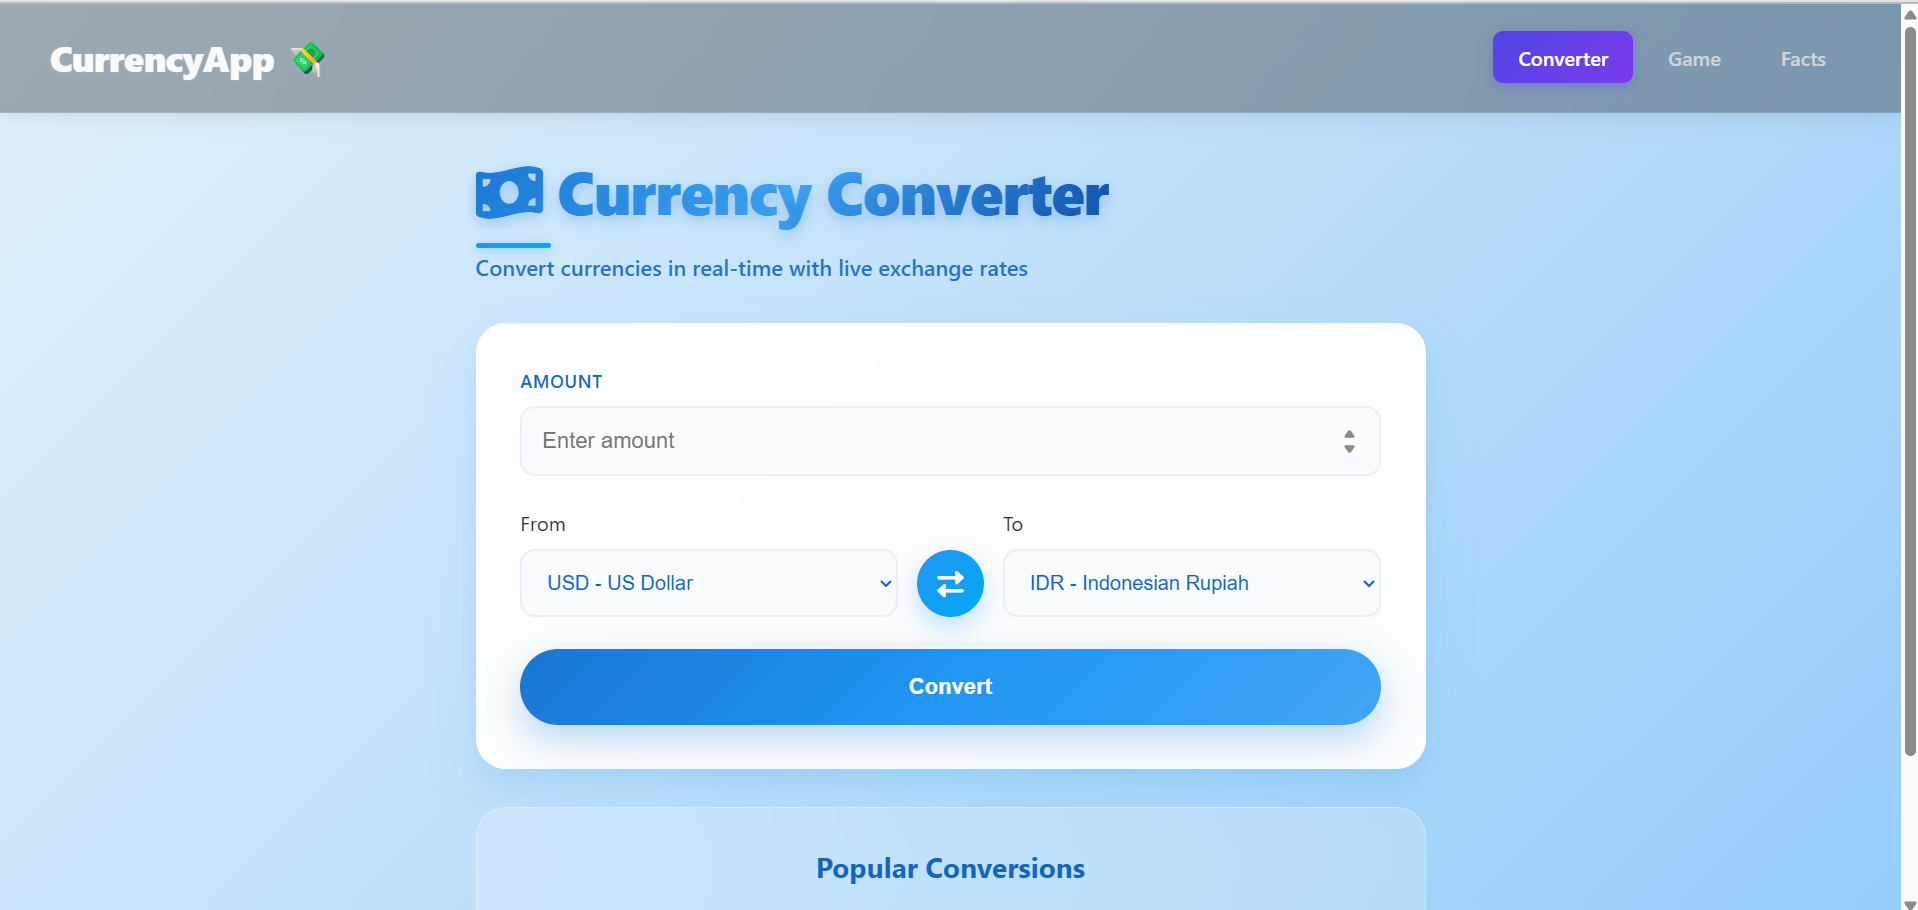 CurrencyApp 💸
Converter
Game
Facts
Currency Converter
Convert currencies in real-time with live exchange rates
AMOUNT
Enter amount
From
To
USD - US Dollar
IDR - Indonesian Rupiah
Convert
Popular Conversions